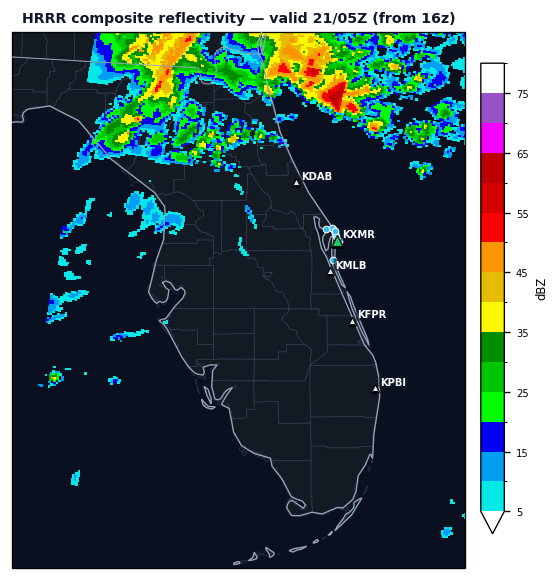 HRRR composite reflectivity — valid 21/05Z (from 16z)
75
65
55
45
35
25
15
5
dBZ
KDAB
KXMR
KMLB
KFPR
KPBI